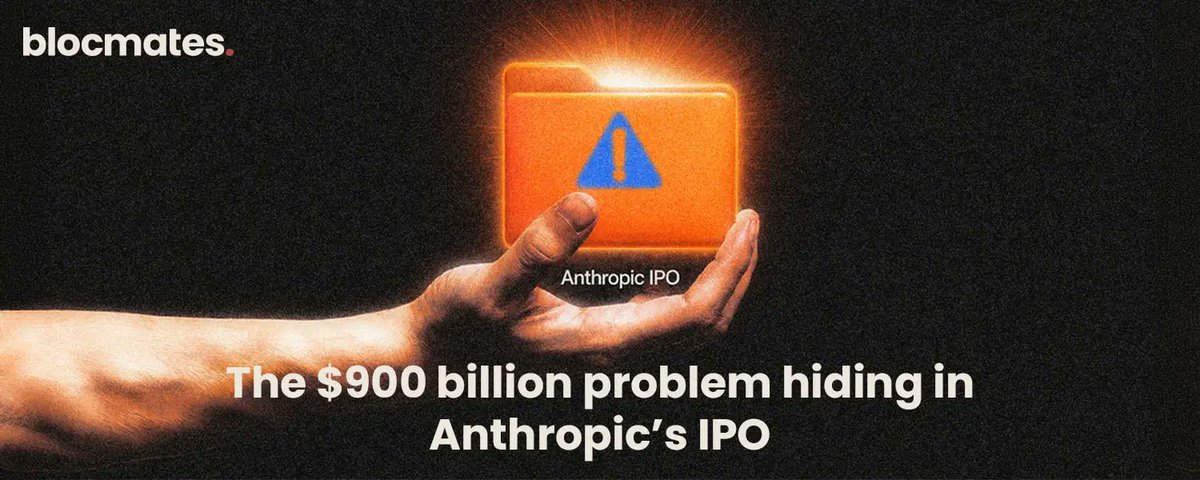 blocmates.
Anthropic IPO
The $900 billion problem hiding in
Anthropic’s IPO